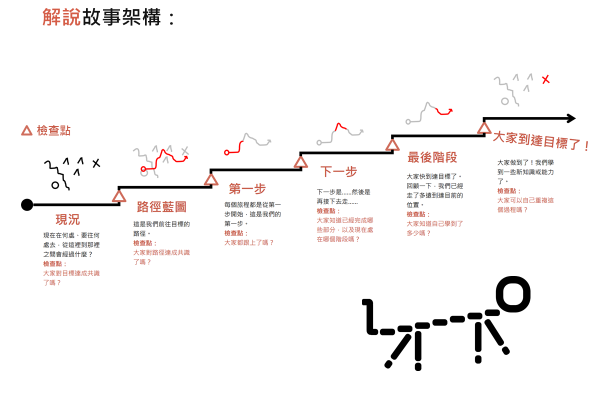 解說故事架構：
檢查點
現況
現在在何處、要往何
處去、從這裡到那裡
之間會經過什麼？
檢查點：
大家對目標達成共識
了嗎？
路徑藍圖
這是我們前往目標的
路徑。
檢查點：
大家對路徑達成共識
了嗎？
第一步
每個旅程都是從第一
步開始，這是我們的
第一步。
檢查點：
大家都跟上了嗎？
下一步
下一步是......然後是
再接下去是......
檢查點：
大家知道已經完成哪
些部分，以及現在處
在哪個階段嗎？
最後階段
大家快到達目標了。
回顧一下，我們已經
走了多遠到達目前的
位置。
檢查點：
大家知道自己學到了
多少嗎？
大家到達目標了！
大家做到了！我們學
到一些新知識或能力
了。
檢查點：
大家可以自己重複這
個過程嗎？